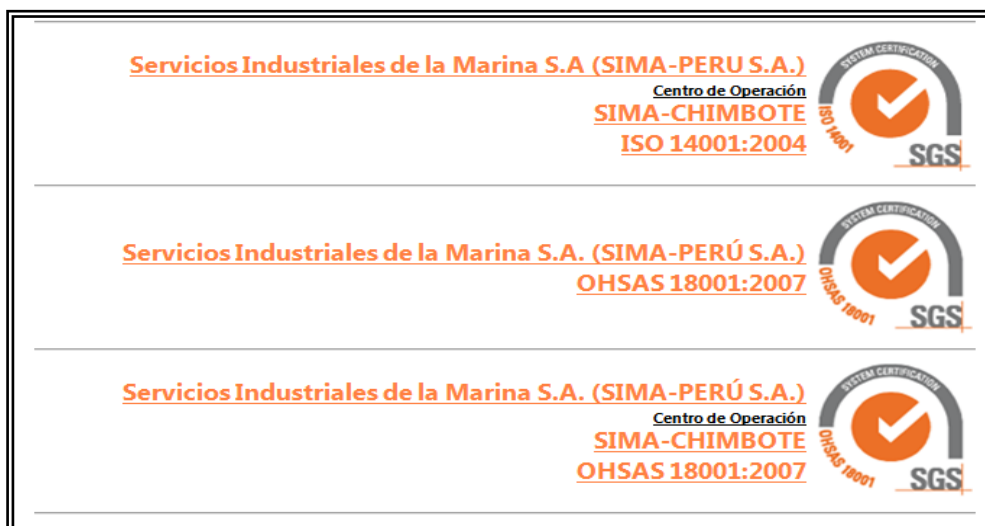 Servicios Industriales de la Marina S.A (SIMA-PERU S.A.)
Centro de Operación
SIMA-CHIMBOTE
ISO 14001:2004
SYSTEM CERTIFICATION
ISO 14001
SGS
Servicios Industriales de la Marina S.A. (SIMA-PERÚ S.A.)
OHSAS 18001:2007
SYSTEM CERTIFICATION
OHSAS 18001
SGS
Servicios Industriales de la Marina S.A. (SIMA-PERÚ S.A.)
Centro de Operación
SIMA-CHIMBOTE
OHSAS 18001:2007
SYSTEM CERTIFICATION
OHSAS 18001
SGS